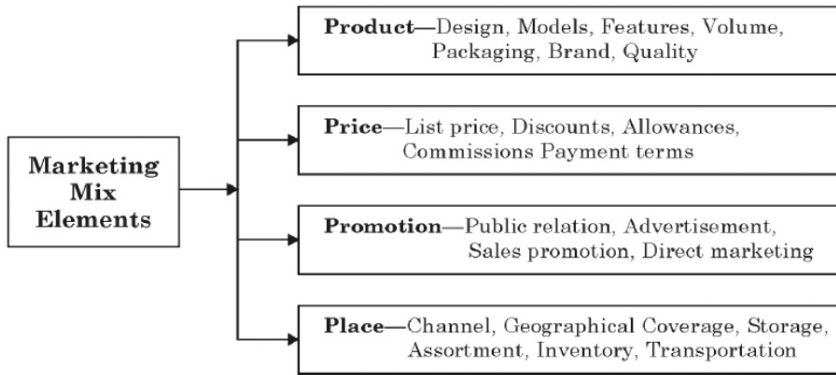 Product—Design, Models, Features, Volume,
Packaging, Brand, Quality
Price—List price, Discounts, Allowances,
Commissions Payment terms
Marketing
Mix
Elements
Promotion—Public relation, Advertisement,
Sales promotion, Direct marketing
Place—Channel, Geographical Coverage, Storage,
Assortment, Inventory, Transportation